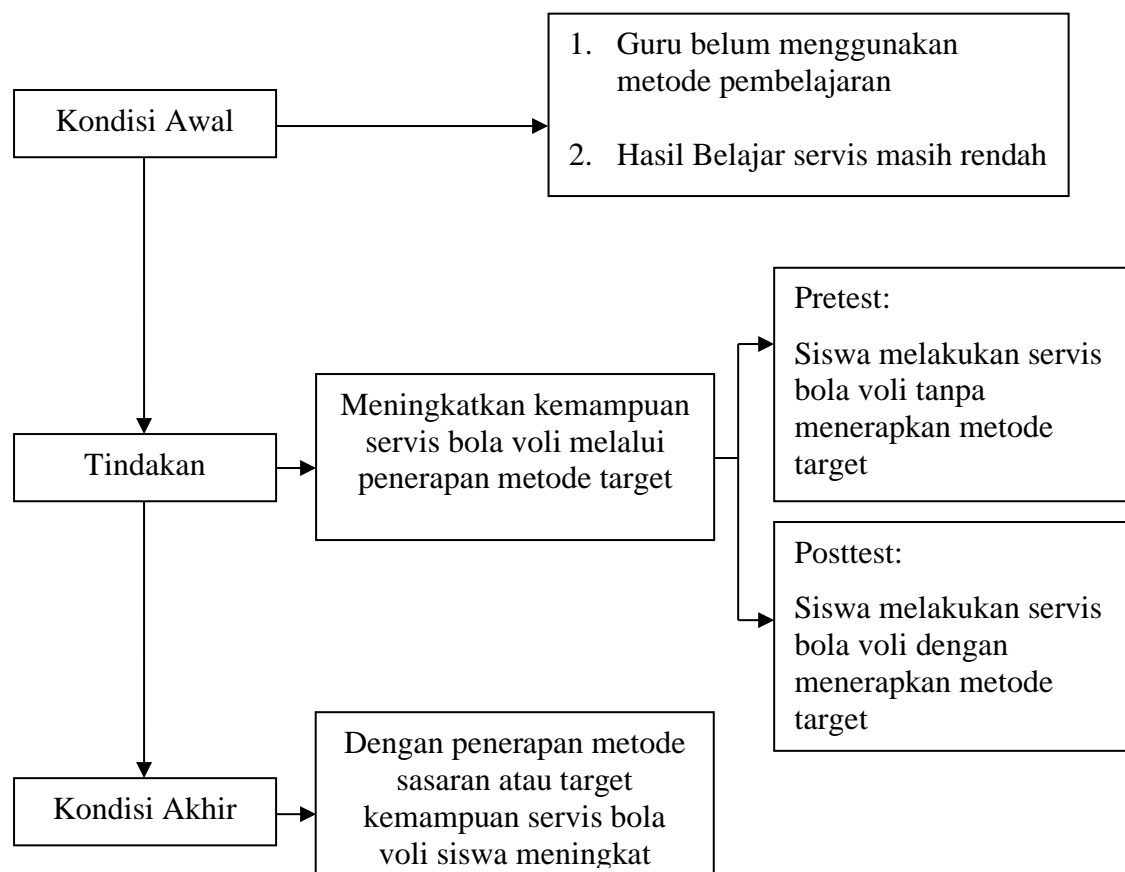 1. Guru belum menggunakan
metode pembelajaran
2. Hasil Belajar servis masih rendah
Kondisi Awal
Pretest:
Siswa melakukan servis
bola voli tanpa
menerapkan metode
target
Meningkatkan kemampuan
servis bola voli melalui
penerapan metode target
Tindakan
Posttest:
Siswa melakukan servis
bola voli dengan
menerapkan metode
target
Dengan penerapan metode
sasaran atau target
kemampuan servis bola
voli siswa meningkat
Kondisi Akhir